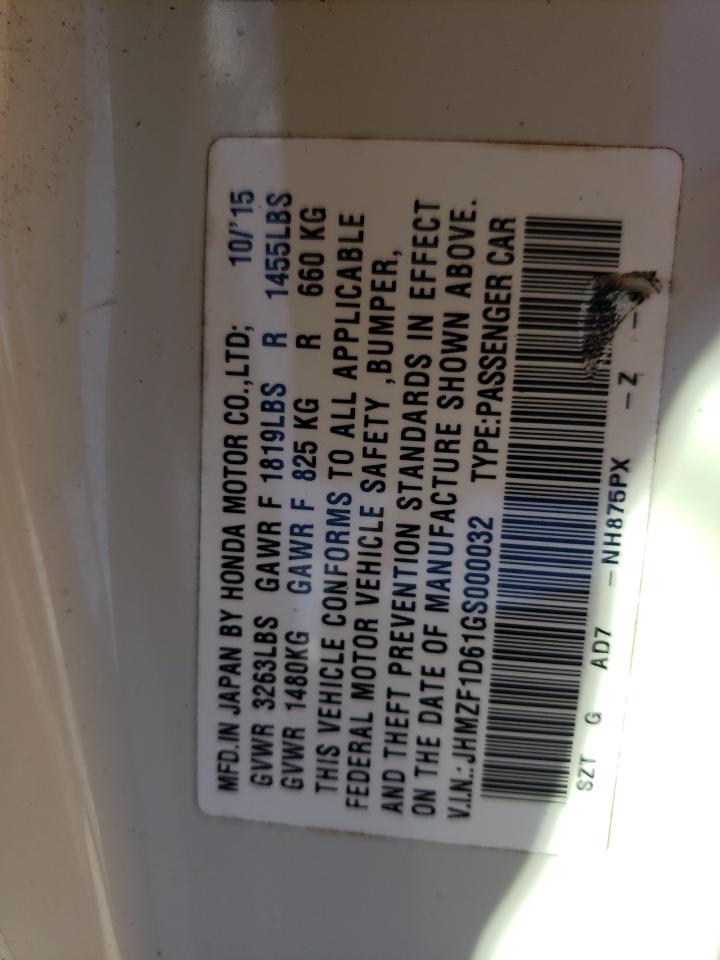 MFD.IN JAPAN BY HONDA MOTOR CO.,LTD; 10/'15
GVWR 3263LBS GAWR F 1819LBS R 1455LBS
GVWR 1480KG GAWR F 825 KG R 660 KG
THIS VEHICLE CONFORMS TO ALL APPLICABLE
FEDERAL MOTOR VEHICLE SAFETY ,BUMPER,
AND THEFT PREVENTION STANDARDS IN EFFECT
ON THE DATE OF MANUFACTURE SHOWN ABOVE.
V.I.N.:JHMZF1D61GS000032 TYPE:PASSENGER CAR
SZT G AD7 -NH875PX -Z -